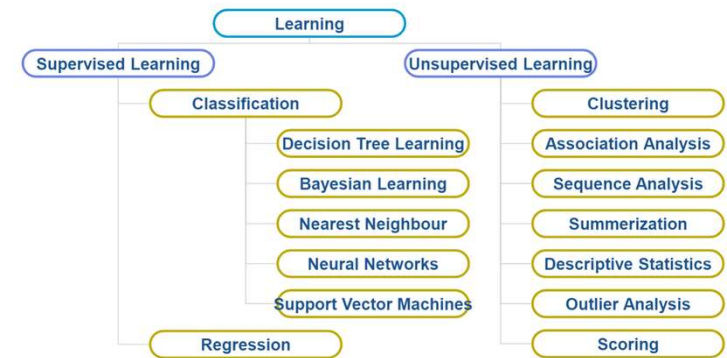 Learning
Supervised Learning
Unsupervised Learning
Classification
Clustering
Decision Tree Learning
Association Analysis
Bayesian Learning
Sequence Analysis
Nearest Neighbour
Summerization
Neural Networks
Descriptive Statistics
Support Vector Machines
Outlier Analysis
Regression
Scoring